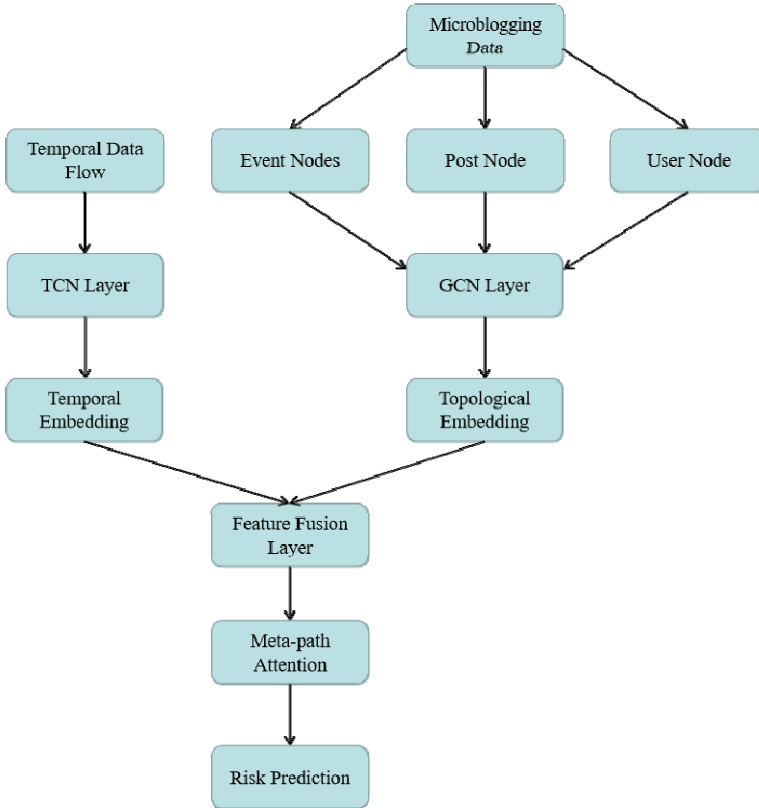 Microblogging
Data
Temporal Data
Flow
Event Nodes
Post Node
User Node
TCN Layer
GCN Layer
Temporal
Embedding
Topological
Embedding
Feature Fusion
Layer
Meta-path
Attention
Risk Prediction